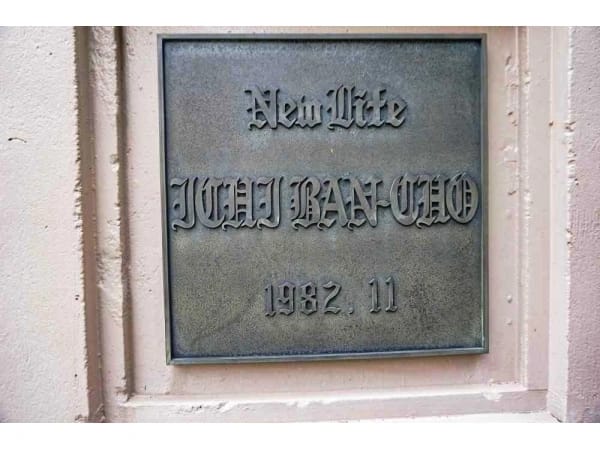 New Life
ICHI BAN-CHO
1982. 11